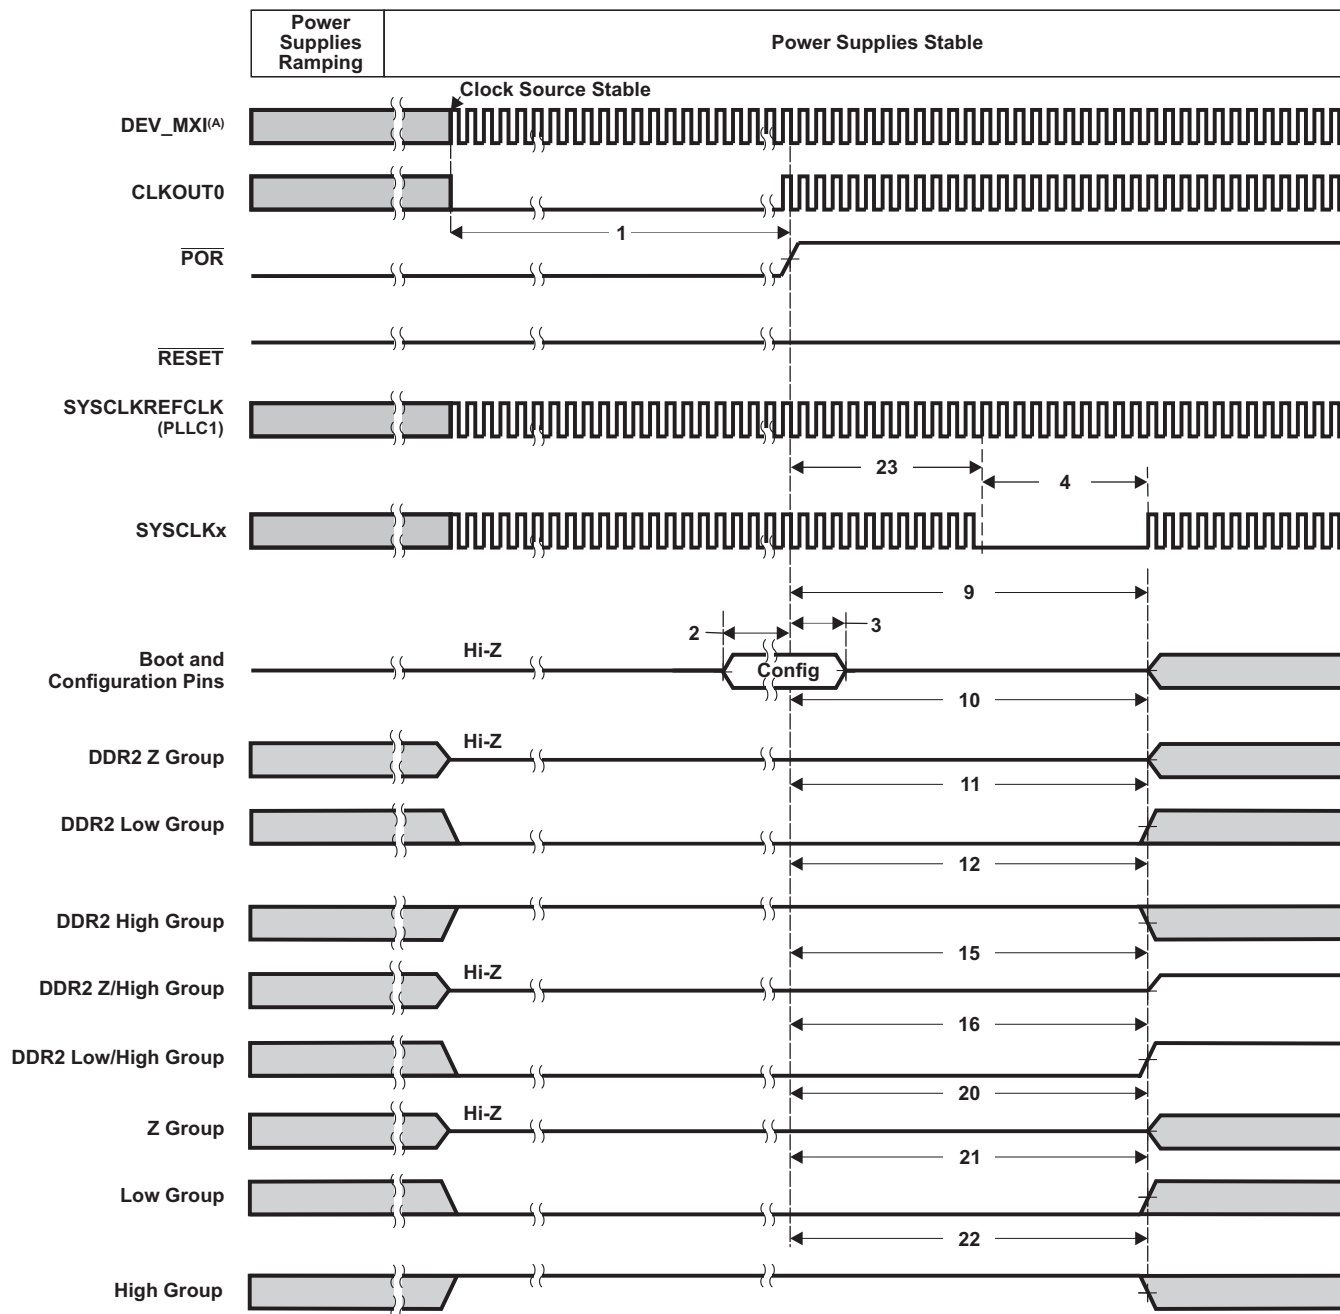 Power
Supplies
Ramping
Power Supplies Stable
Clock Source Stable
DEV_MXI(A)
CLKOUT0
1
POR
RESET
SYSCLKREFCLK
(PLLC1)
23
4
SYSCLKx
9
2
3
Hi-Z
Boot and
Configuration Pins
Config
10
Hi-Z
DDR2 Z Group
11
DDR2 Low Group
12
DDR2 High Group
15
Hi-Z
DDR2 Z/High Group
16
DDR2 Low/High Group
20
Hi-Z
Z Group
21
Low Group
22
High Group